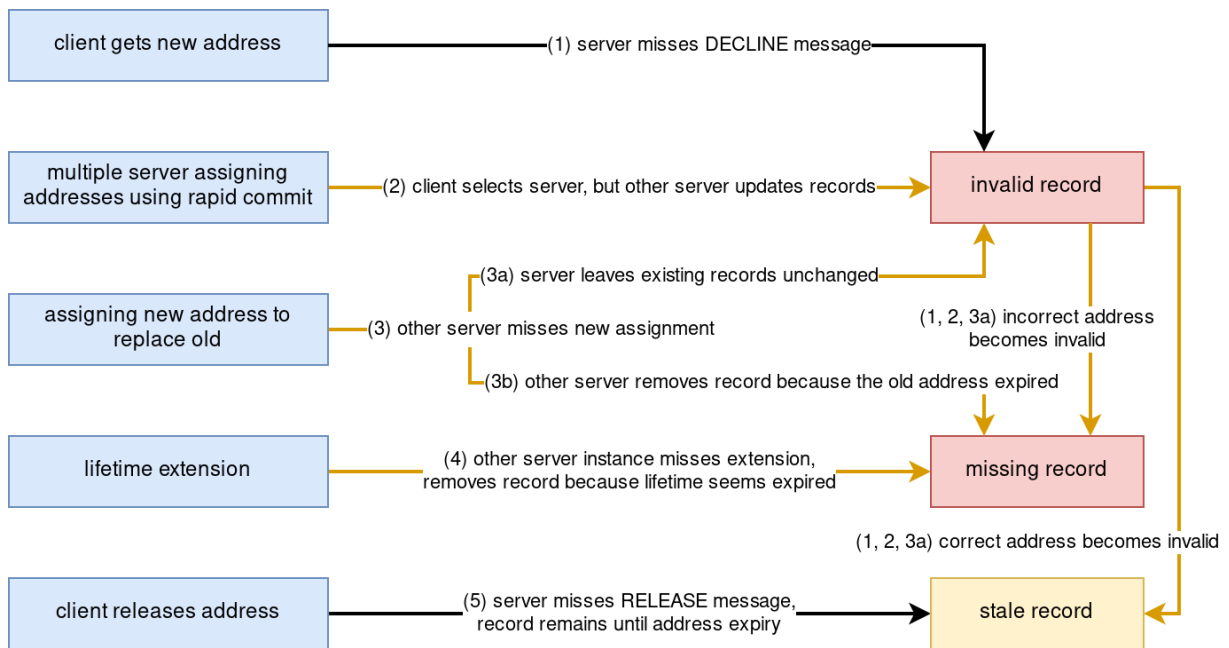 client gets new address
(1) server misses DECLINE message
multiple server assigning
addresses using rapid commit
(2) client selects server, but other server updates records
invalid record
(3a) server leaves existing records unchanged
assigning new address to
replace old
(3) other server misses new assignment
(1, 2, 3a) incorrect address
becomes invalid
(3b) other server removes record because the old address expired
lifetime extension
(4) other server instance misses extension,
removes record because lifetime seems expired
missing record
(1, 2, 3a) correct address becomes invalid
client releases address
(5) server misses RELEASE message,
record remains until address expiry
stale record